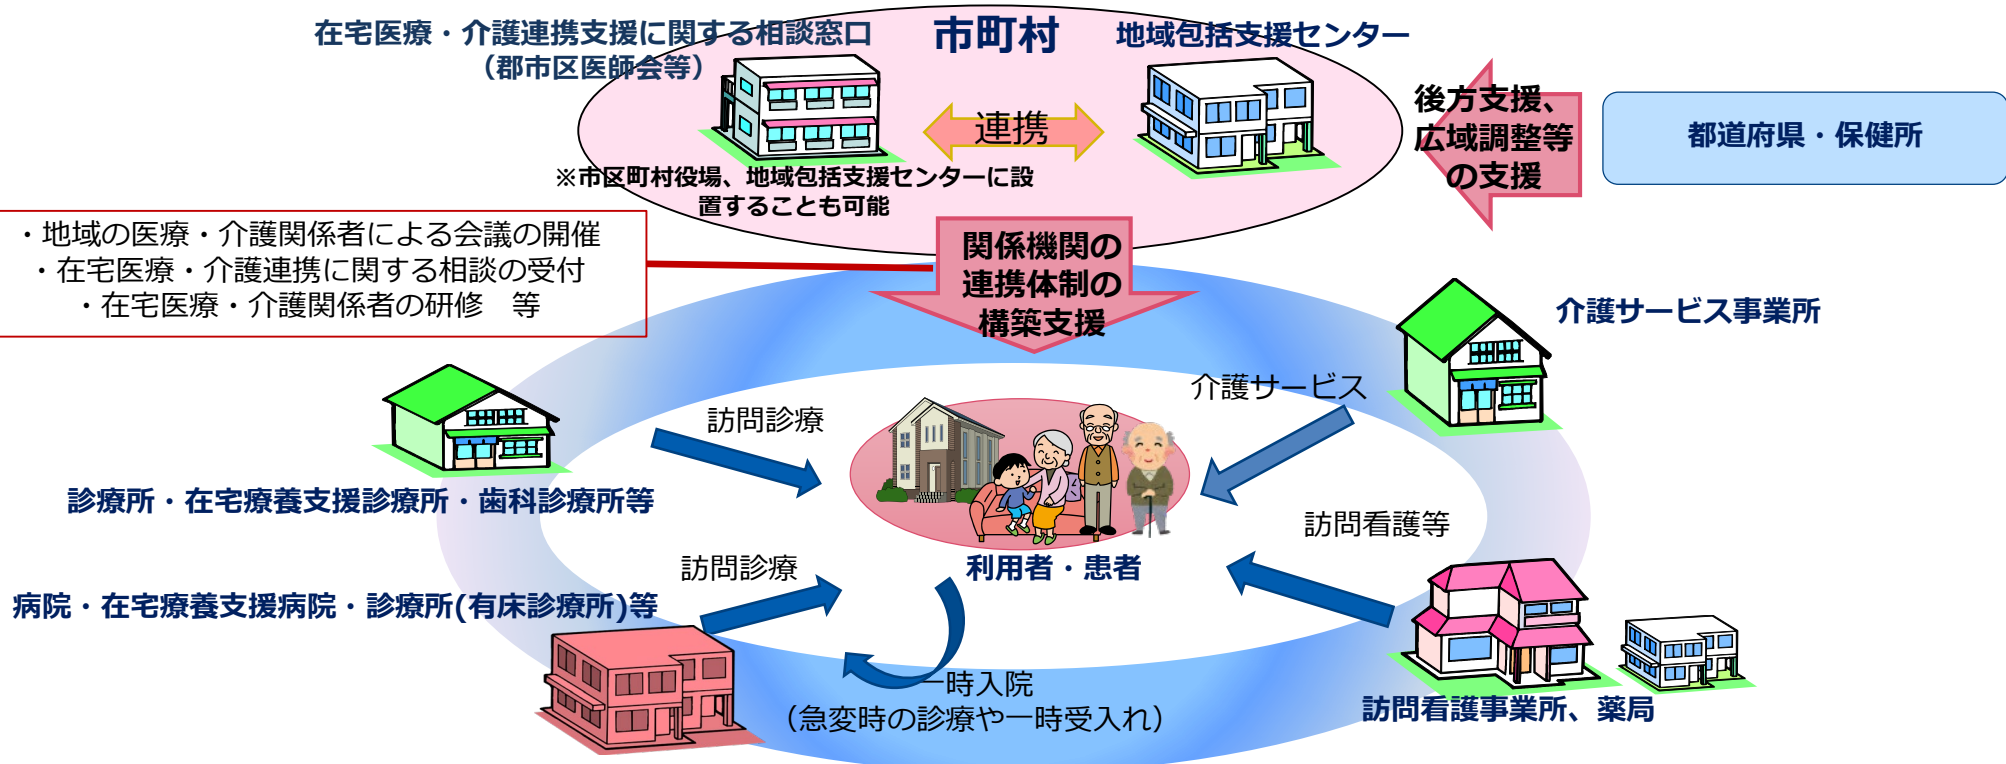 在宅医療・介護連携支援に関する相談窓口
（郡市区医師会等）
市町村
地域包括支援センター
連携
※市区町村役場、地域包括支援センターに設
置することも可能
後方支援、
広域調整等
の支援
都道府県・保健所
・地域の医療・介護関係者による会議の開催
・在宅医療・介護連携に関する相談の受付
・在宅医療・介護関係者の研修　等
関係機関の
連携体制の
構築支援
介護サービス事業所
介護サービス
訪問診療
診療所・在宅療養支援診療所・歯科診療所等
訪問看護等
利用者・患者
訪問診療
病院・在宅療養支援病院・診療所(有床診療所)等
一時入院
（急変時の診療や一時受入れ）
訪問看護事業所、薬局